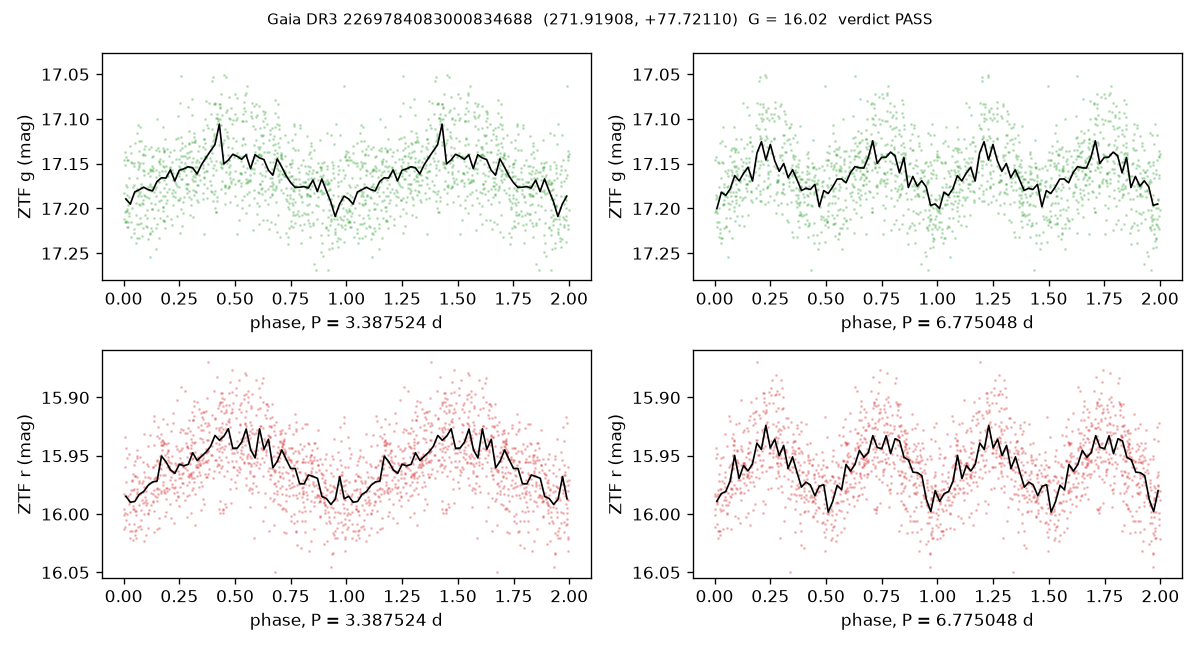 Gaia DR3 2269784083000834688 (271.91908, +77.72110) G = 16.02 verdict PASS
ZTF g (mag)
17.05
17.10
17.15
17.20
17.25
0.00 0.25 0.50 0.75 1.00 1.25 1.50 1.75 2.00
phase, P = 3.387524 d
ZTF g (mag)
17.05
17.10
17.15
17.20
17.25
0.00 0.25 0.50 0.75 1.00 1.25 1.50 1.75 2.00
phase, P = 6.775048 d
ZTF r (mag)
15.90
15.95
16.00
16.05
0.00 0.25 0.50 0.75 1.00 1.25 1.50 1.75 2.00
phase, P = 3.387524 d
ZTF r (mag)
15.90
15.95
16.00
16.05
0.00 0.25 0.50 0.75 1.00 1.25 1.50 1.75 2.00
phase, P = 6.775048 d